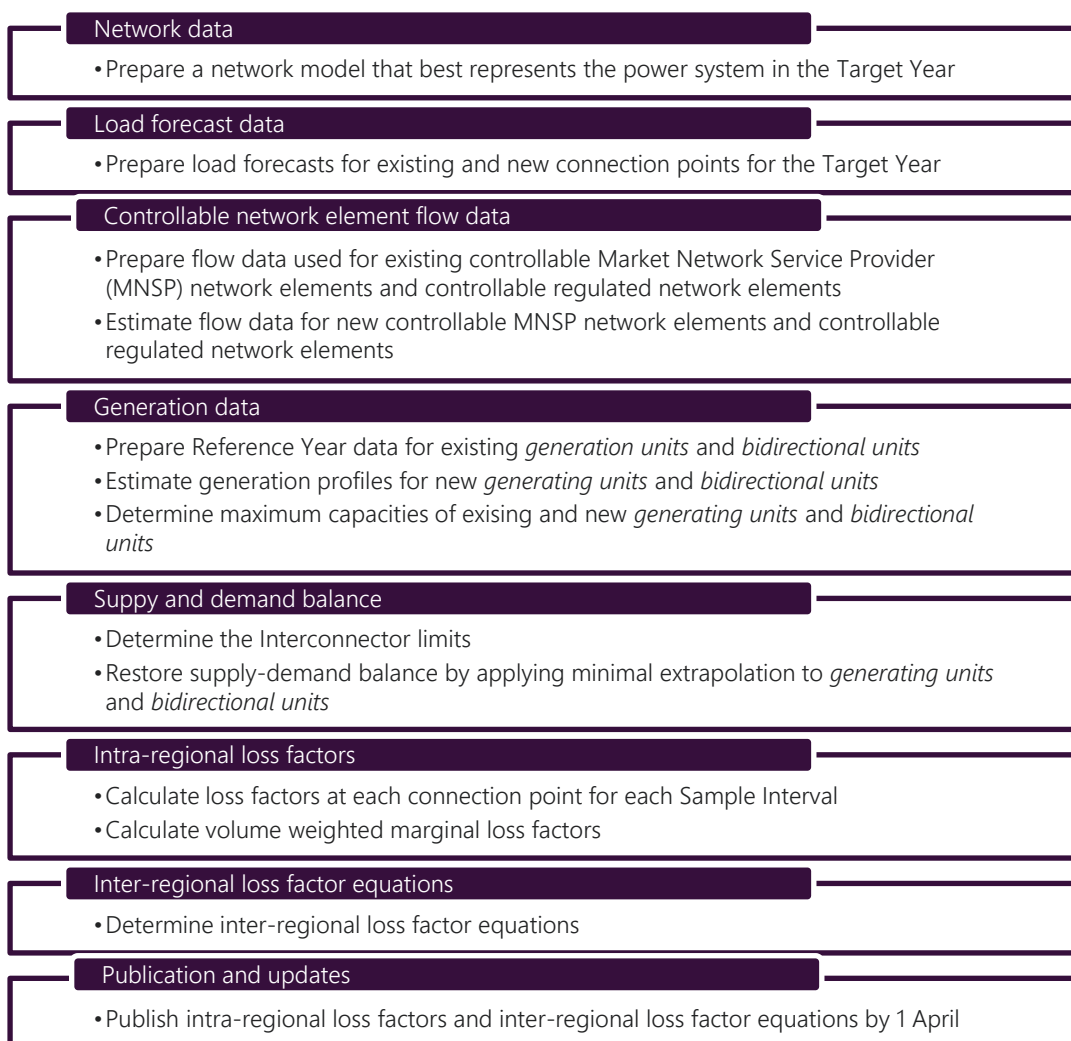 Network data
•Prepare a network model that best represents the power system in the Target Year
Load forecast data
•Prepare load forecasts for existing and new connection points for the Target Year
Controllable network element flow data
•Prepare flow data used for existing controllable Market Network Service Provider
(MNSP) network elements and controllable regulated network elements
•Estimate flow data for new controllable MNSP network elements and controllable
regulated network elements
Generation data
•Prepare Reference Year data for existing generation units and bidirectional units
•Estimate generation profiles for new generating units and bidirectional units
•Determine maximum capacities of exising and new generating units and bidirectional
units
Suppy and demand balance
•Determine the Interconnector limits
•Restore supply-demand balance by applying minimal extrapolation to generating units
and bidirectional units
Intra-regional loss factors
•Calculate loss factors at each connection point for each Sample Interval
•Calculate volume weighted marginal loss factors
Inter-regional loss factor equations
•Determine inter-regional loss factor equations
Publication and updates
•Publish intra-regional loss factors and inter-regional loss factor equations by 1 April